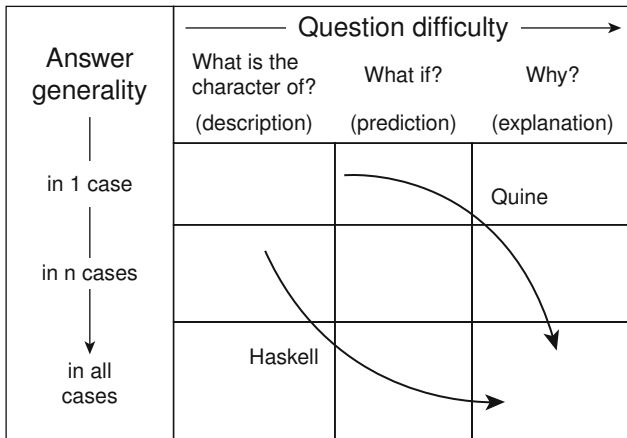 Answer
generality
Question difficulty
What is the
character of?
(description)
What if?
(prediction)
Why?
(explanation)
in 1 case
Quine
in n cases
Haskell
in all
cases